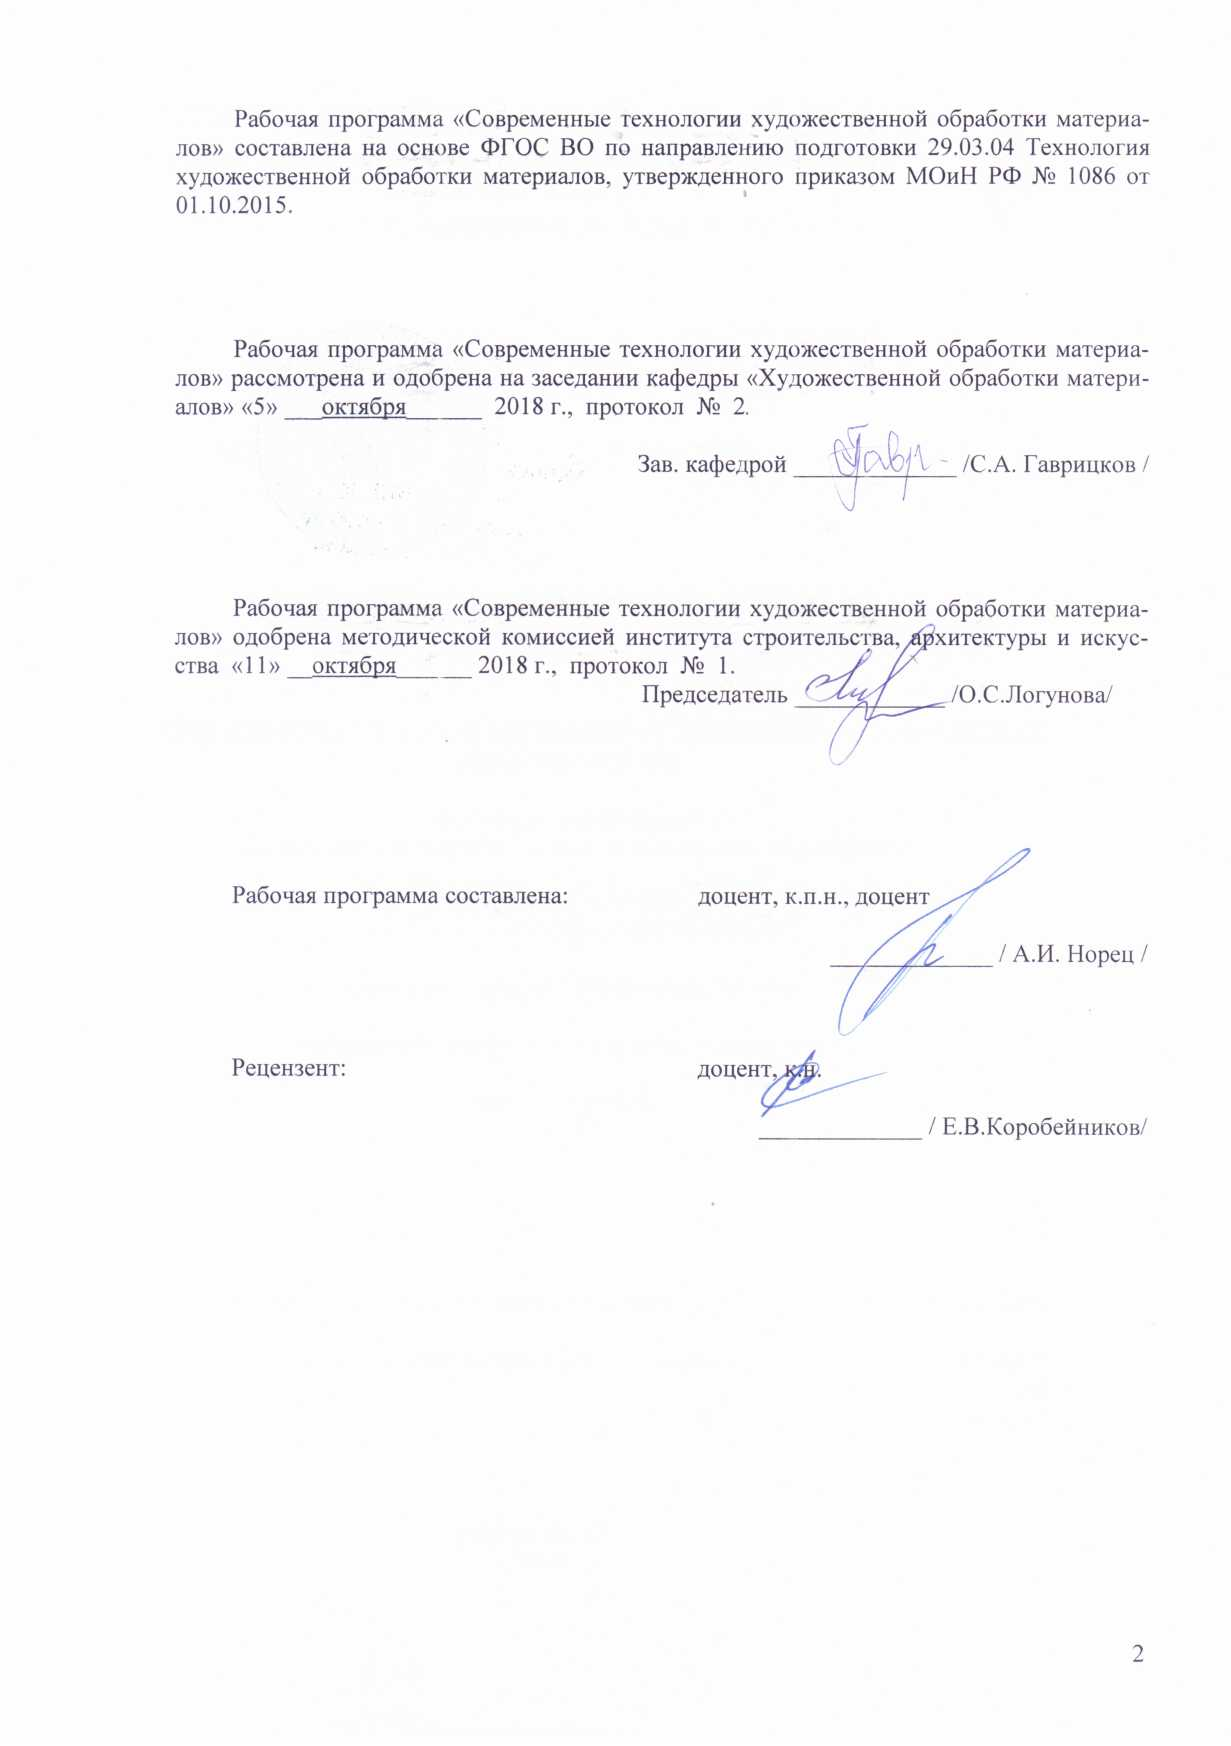 Рабочая программа «Современные технологии художественной обработки материа-
лов» составлена на основе ФГОС ВО по направлению подготовки 29.03.04 Технология
художественной обработки материалов, утвержденного приказом МОиН РФ № 1086 от
01.10.2015.
Рабочая программа «Современные технологии художественной обработки материа-
лов» рассмотрена и одобрена на заседании кафедры «Художественной обработки матери-
алов» «5» ___октября______ 2018 г., протокол № 2.
Зав. кафедрой _____________ /С.А. Гаврицков /
Рабочая программа «Современные технологии художественной обработки материа-
лов» одобрена методической комиссией института строительства, архитектуры и искус-
ства «11» __октября___ __ 2018 г., протокол № 1.
Председатель ____________ /О.С.Логунова/
Рабочая программа составлена: доцент, к.п.н., доцент
_____________ / А.И. Норец /
Рецензент: доцент, к.н.
_____________ / Е.В.Коробейников/
2